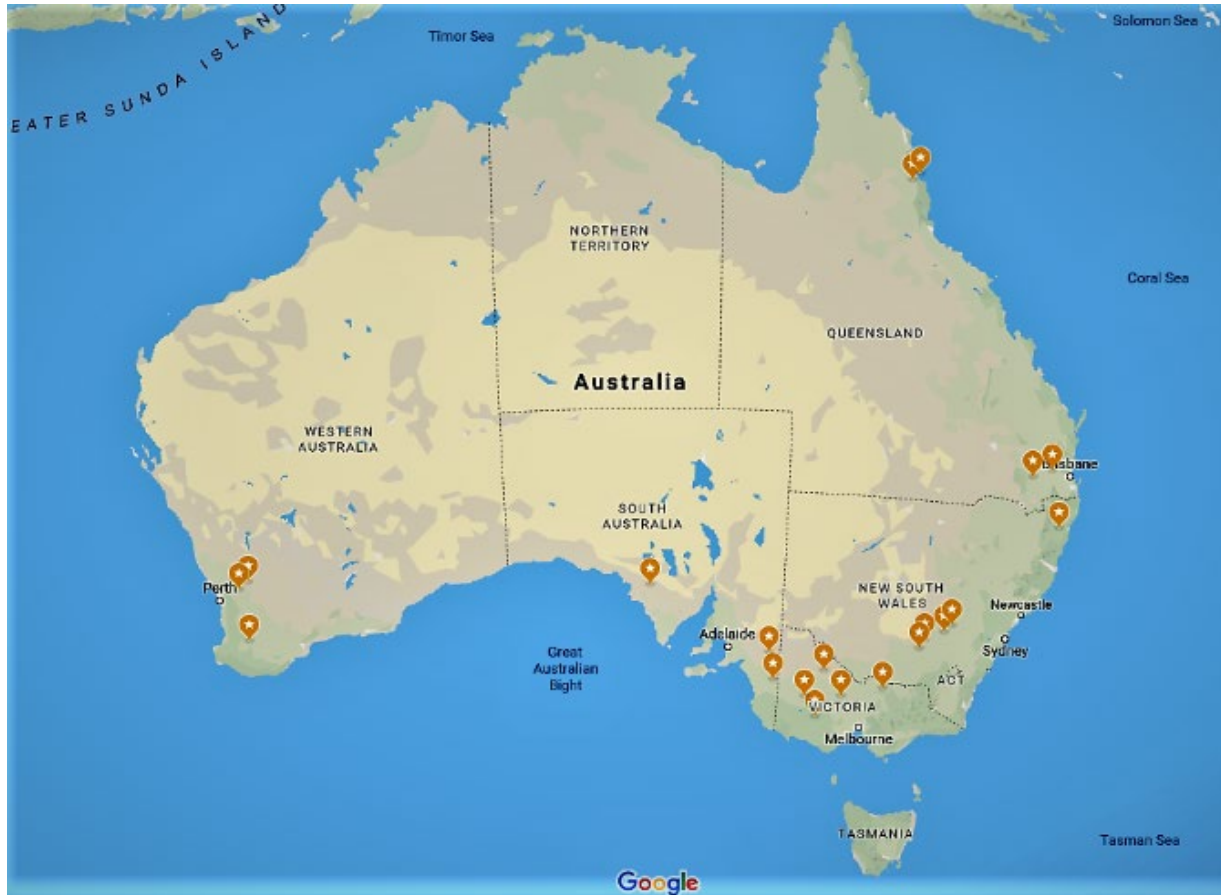 Solomon Sea
Timor Sea
EATER SUNDA ISLAND
NORTHERN
TERRITORY
Coral Sea
QUEENSLAND
Australia
WESTERN
AUSTRALIA
Brisbane
SOUTH
AUSTRALIA
Perth
NEW SOUTH
WALES
Newcastle
Adelaide
Sydney
Great
Australian
Bight
ACT
VICTORIA
Melbourne
TASMANIA
Tasman Sea
Google